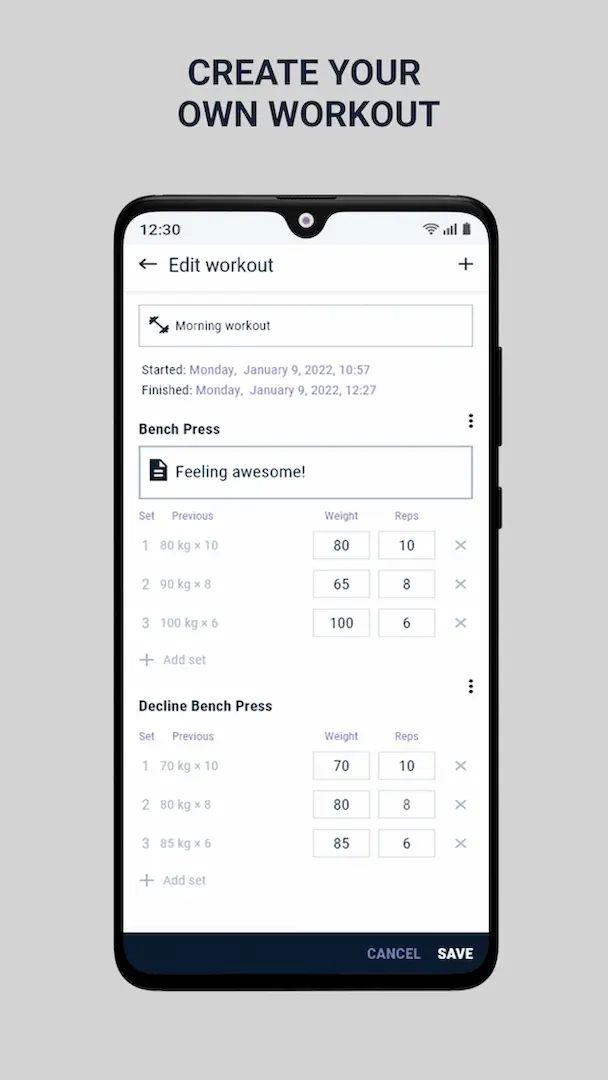 CREATE YOUR
OWN WORKOUT
12:30
Edit workout
Morning workout
Started: Monday, January 9, 2022, 10:57
Finished: Monday, January 9, 2022, 12:27
Bench Press
Feeling awesome!
Set Previous Weight Reps
1 80 kg × 10 80 10
2 90 kg × 8 65 8
3 100 kg × 6 100 6
Add set
Decline Bench Press
Set Previous Weight Reps
1 70 kg × 10 70 10
2 80 kg × 8 80 8
3 85 kg × 6 85 6
Add set
CANCEL SAVE